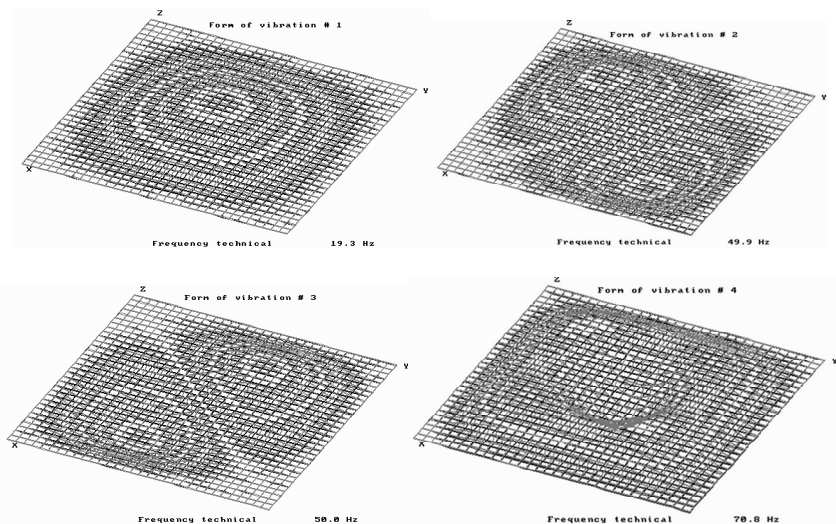 Z
Form of vibration # 1
Y
X
Frequency technical 19.3 Hz
Z
Form of vibration # 2
Y
X
Frequency technical 49.9 Hz
Z
Form of vibration # 3
Y
X
Frequency technical 50.0 Hz
Z
Form of vibration # 4
Y
X
Frequency technical 70.8 Hz